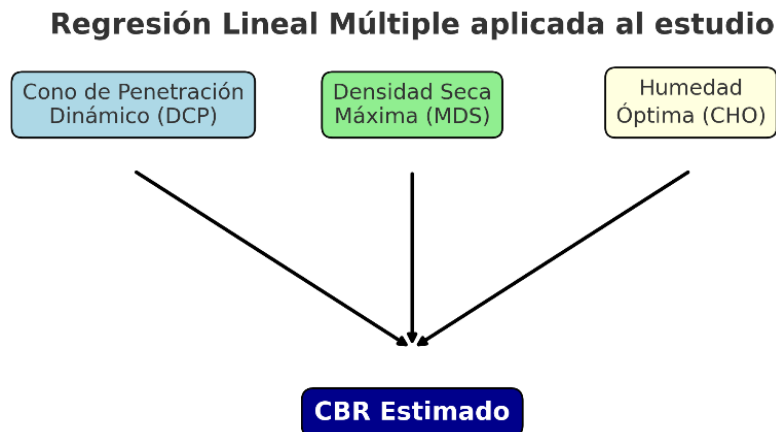 Regresión Lineal Múltiple aplicada al estudio
Cono de Penetración
Dinámico (DCP)
Densidad Seca
Máxima (MDS)
Humedad
Óptima (CHO)
CBR Estimado